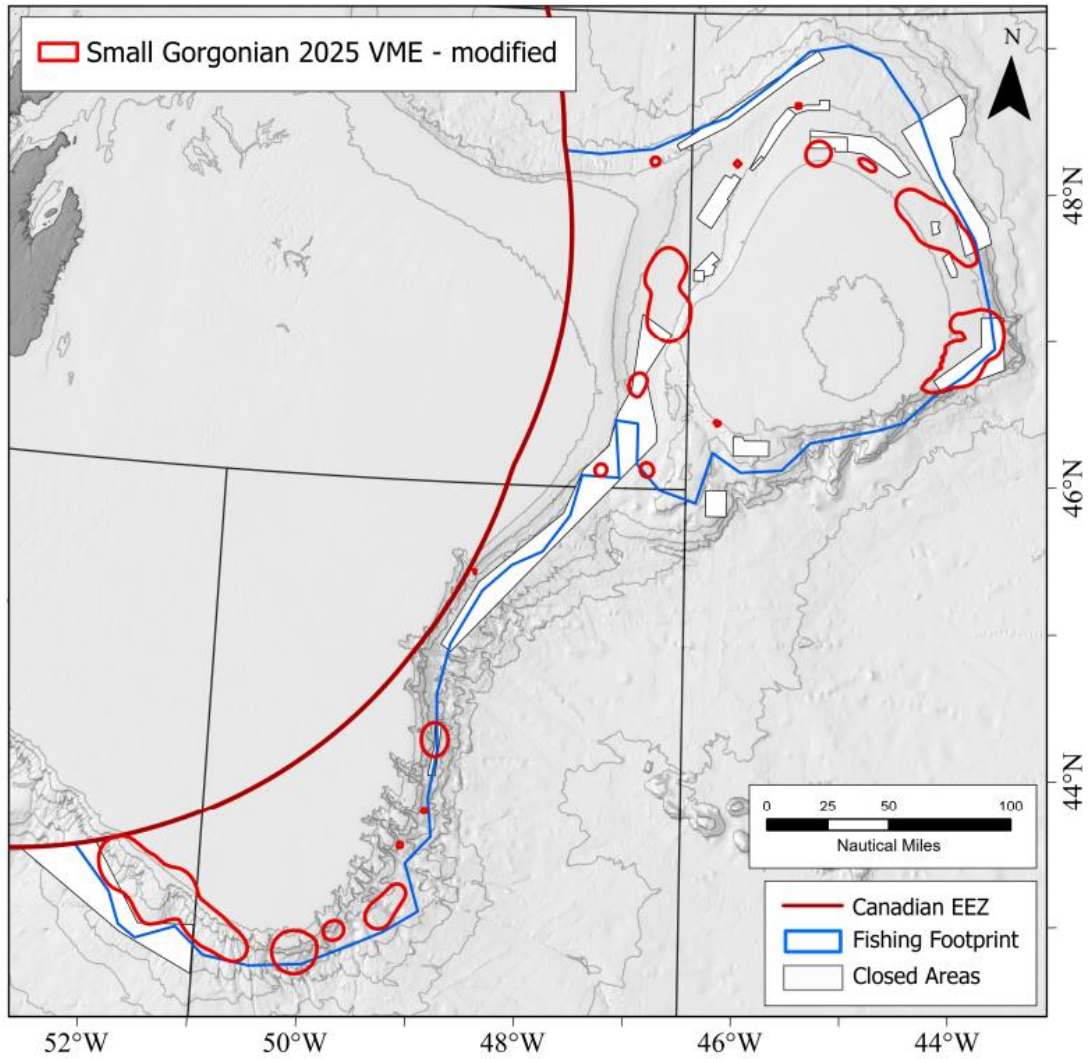 Small Gorgonian 2025 VME - modified
N
48°N
46°N
44°N
0 25 50 100
Nautical Miles
Canadian EEZ
Fishing Footprint
Closed Areas
52°W 50°W 48°W 46°W 44°W